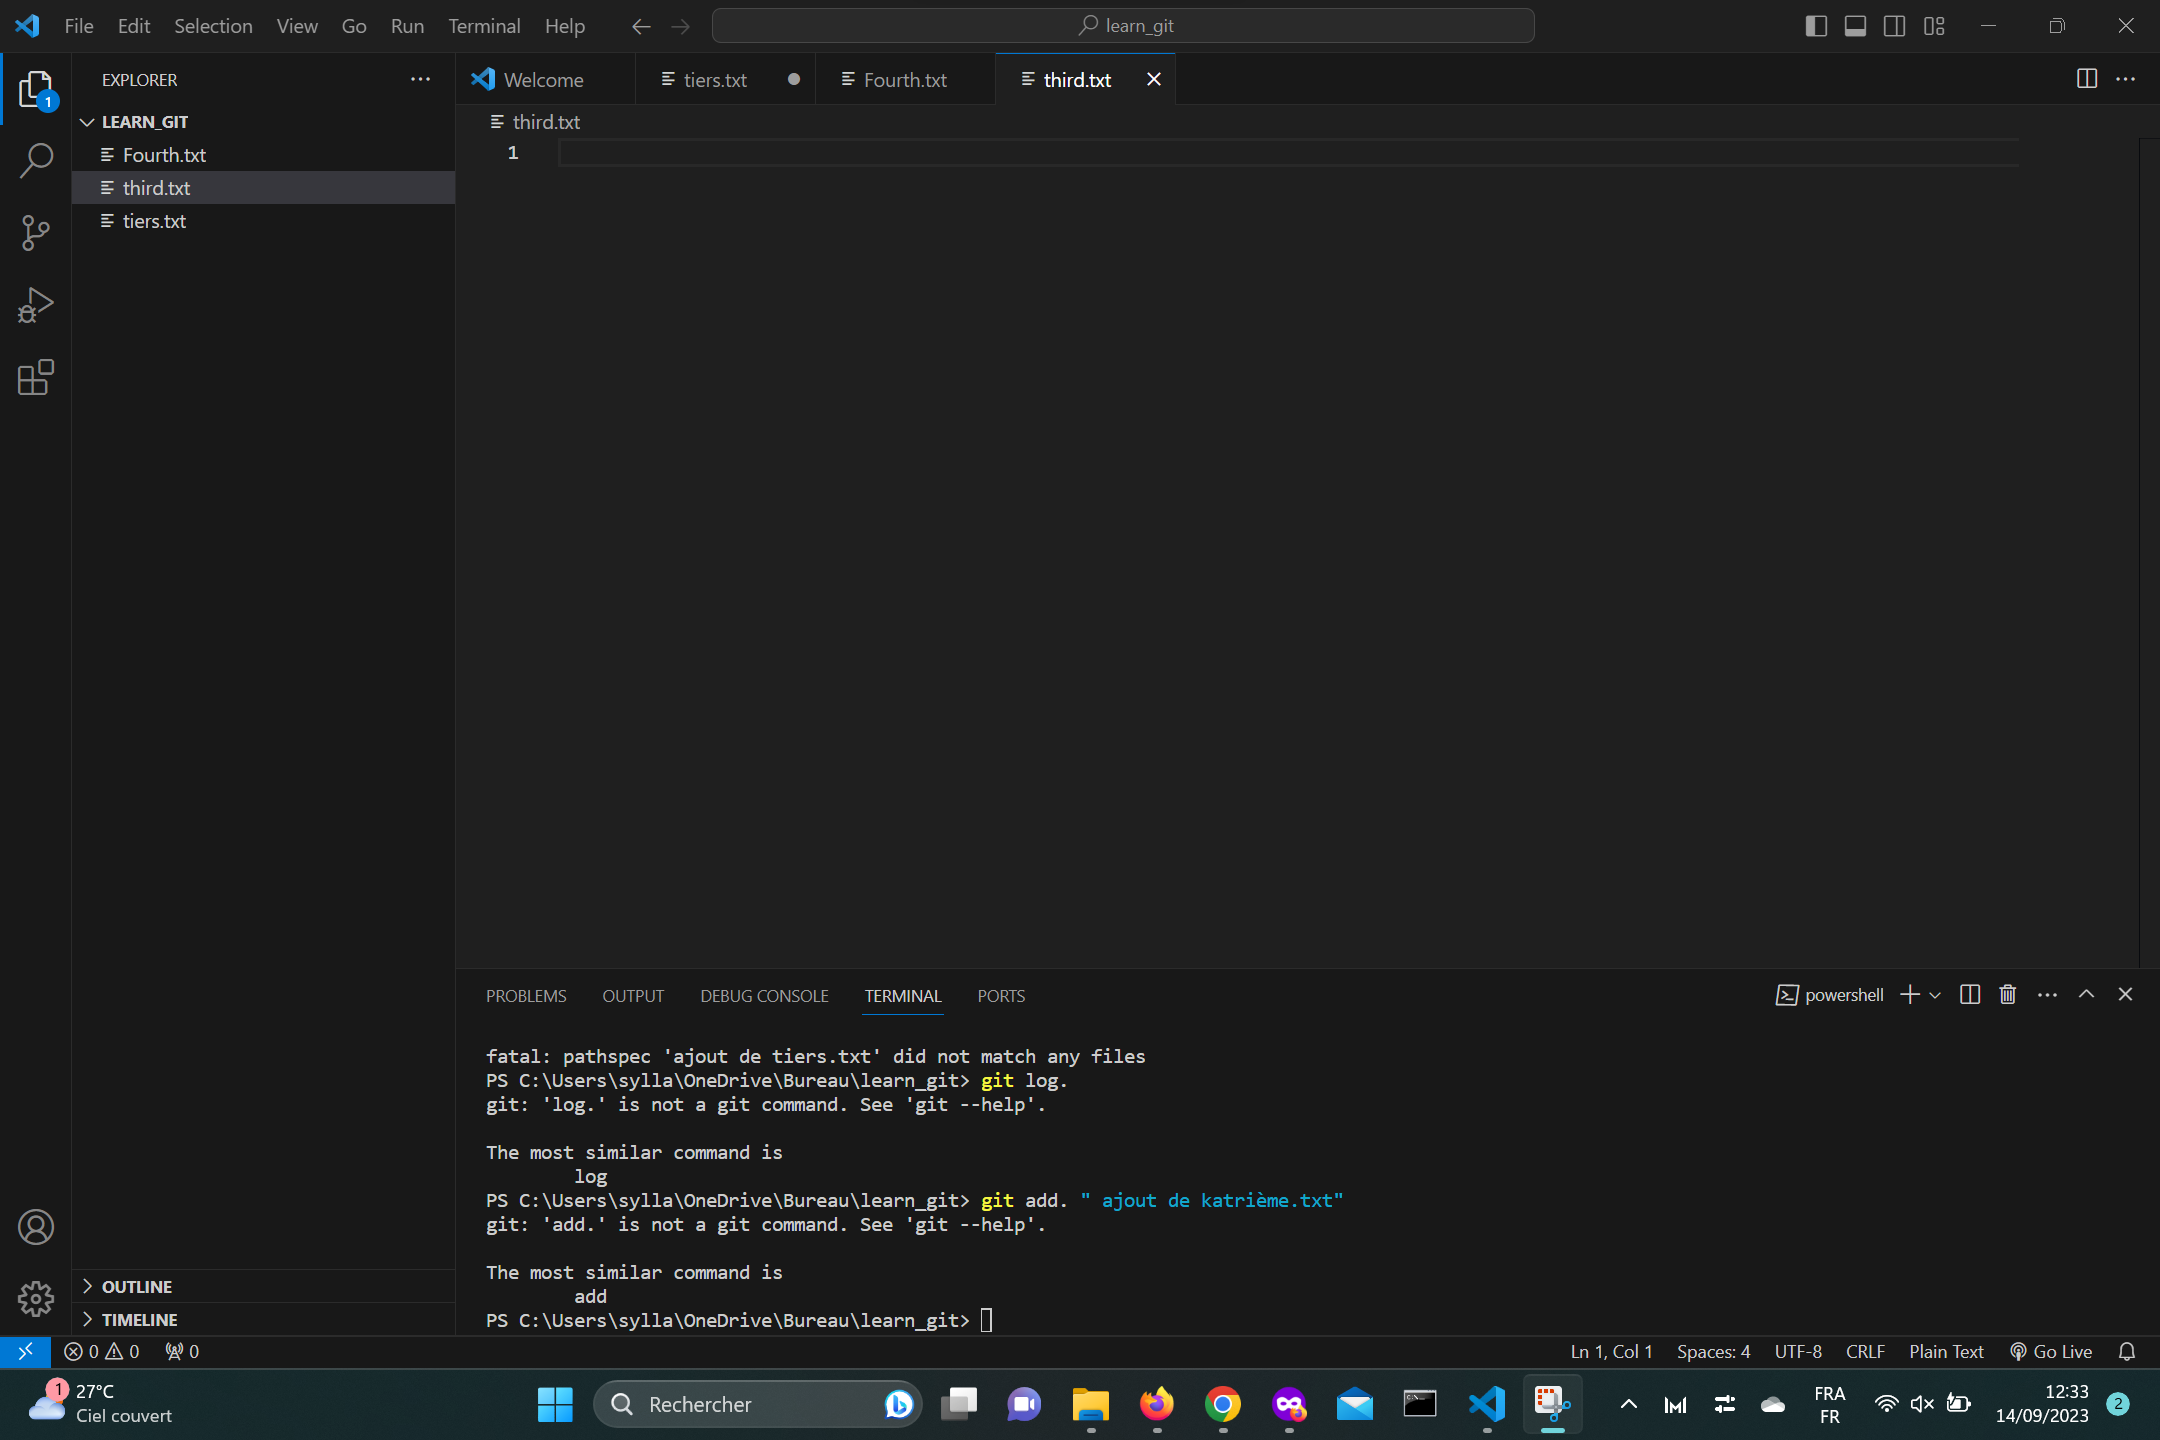 File Edit Selection View Go Run Terminal Help learn_git
EXPLORER
Welcome tiers.txt Fourth.txt third.txt
LEARN_GIT
Fourth.txt
third.txt
tiers.txt
1
third.txt
1
PROBLEMS OUTPUT DEBUG CONSOLE TERMINAL PORTS powershell
fatal: pathspec 'ajout de tiers.txt' did not match any files
PS C:\Users\sylla\OneDrive\Bureau\learn_git> git log.
git: 'log.' is not a git command. See 'git --help'.
The most similar command is
log
PS C:\Users\sylla\OneDrive\Bureau\learn_git> git add. " ajout de katrième.txt"
git: 'add.' is not a git command. See 'git --help'.
The most similar command is
add
PS C:\Users\sylla\OneDrive\Bureau\learn_git>
OUTLINE
TIMELINE
0 0 0 Ln 1, Col 1 Spaces: 4 UTF-8 CRLF Plain Text Go Live
1 27°C
Ciel couvert
Rechercher
FRA
FR
12:33
14/09/2023
2